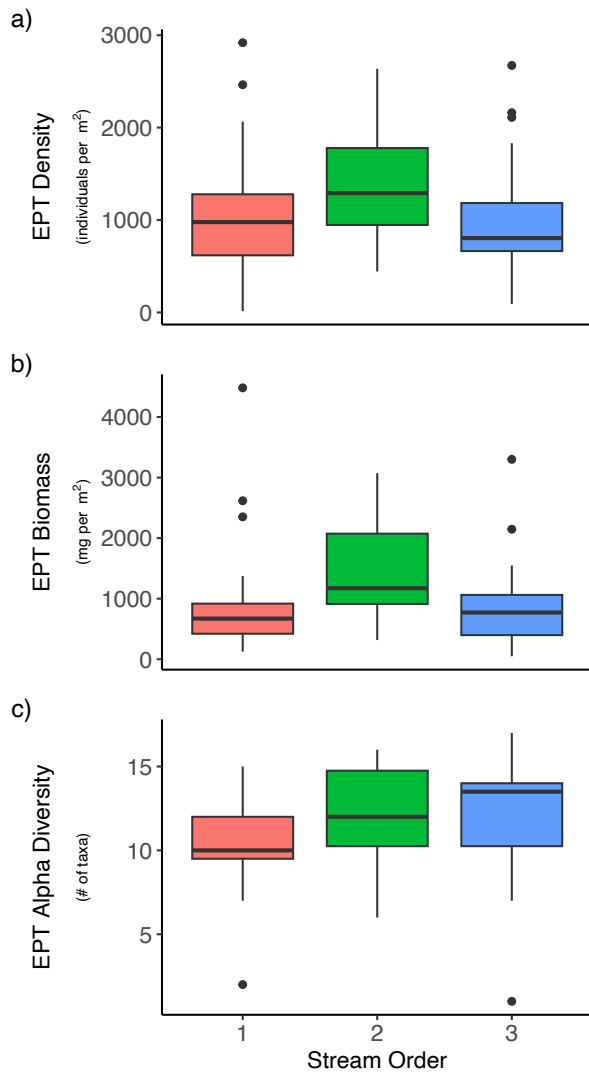 a)
EPT Density
(individuals per m²)
3000
2000
1000
0
b)
EPT Biomass
(mg per m²)
4000
3000
2000
1000
0
c)
EPT Alpha Diversity
(# of taxa)
15
10
5
1 2 3
Stream Order